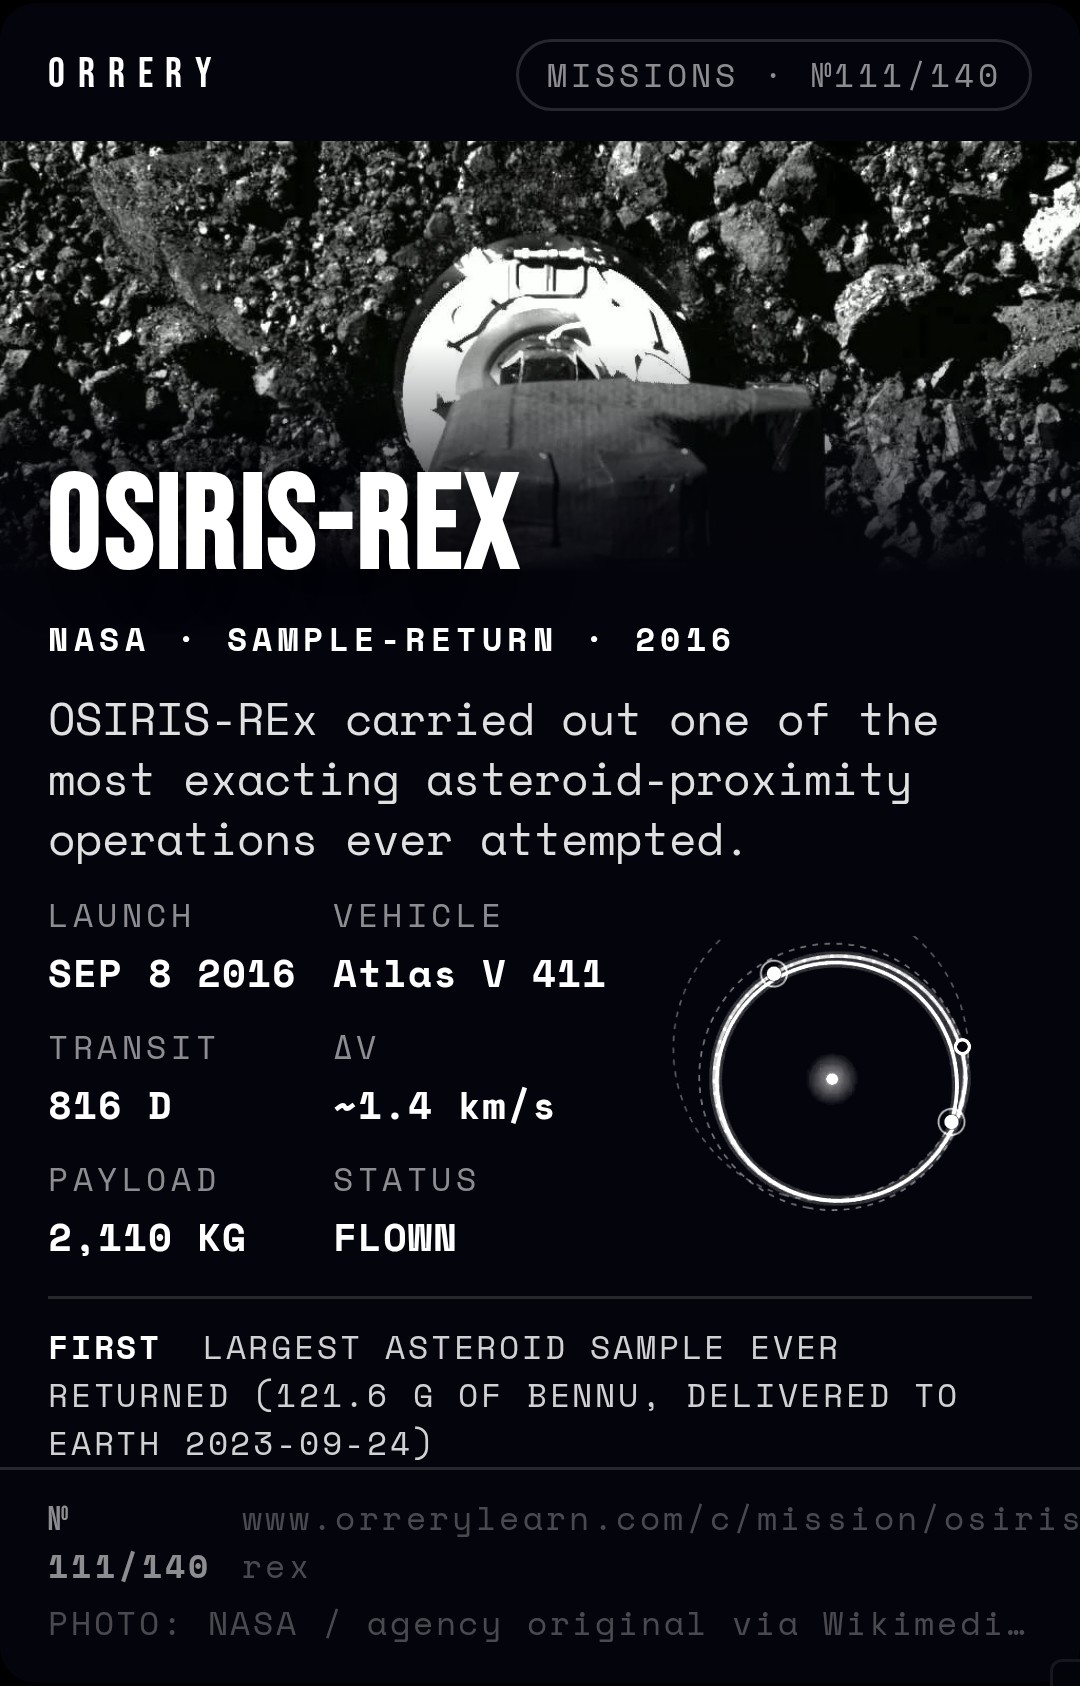 ORRERY
MISSIONS · №111/140
OSIRIS-REX
NASA · SAMPLE-RETURN · 2016
OSIRIS-REx carried out one of the
most exacting asteroid-proximity
operations ever attempted.
LAUNCH VEHICLE
SEP 8 2016 Atlas V 411
TRANSIT ΔV
816 D ~1.4 km/s
PAYLOAD STATUS
2,110 KG FLOWN
FIRST LARGEST ASTEROID SAMPLE EVER
RETURNED (121.6 G OF BENNU, DELIVERED TO
EARTH 2023-09-24)
№ www.orrerylearn.com/c/mission/osiris
111/140 rex
PHOTO: NASA / agency original via Wikimedi…